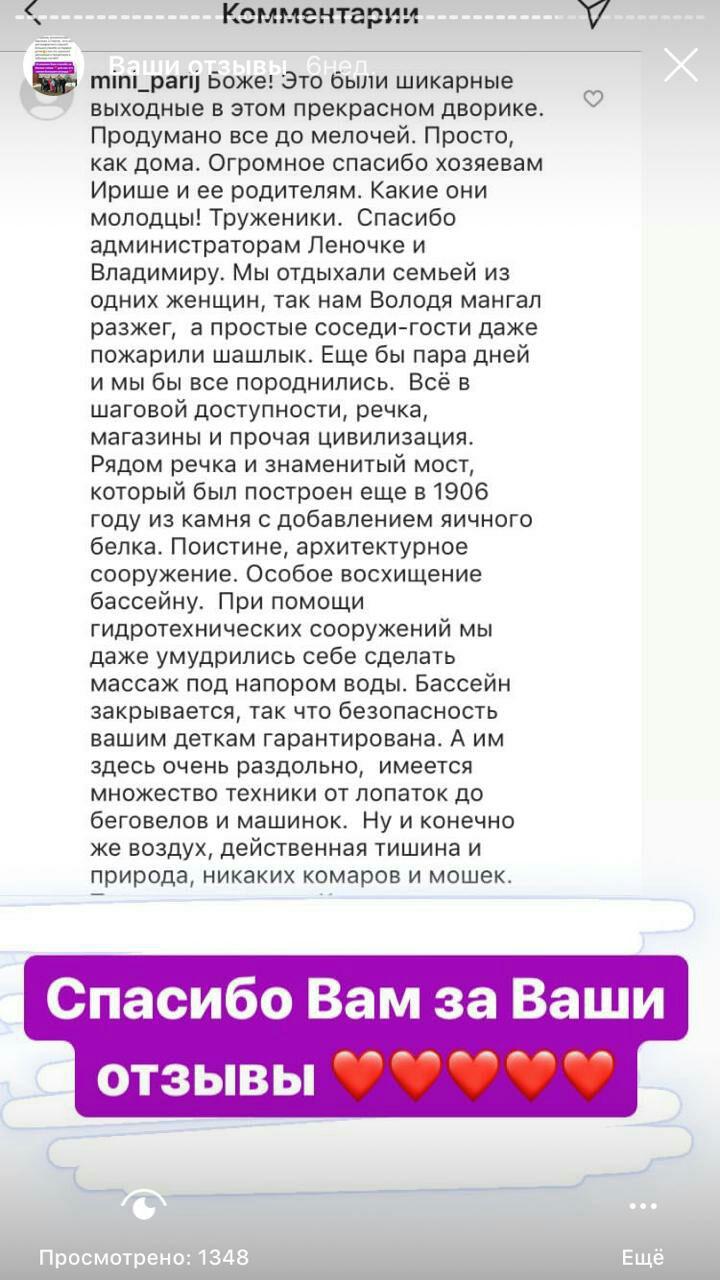 Комментарии
Ваши отзывы 6нед.
mini_parij Боже! Это были шикарные
выходные в этом прекрасном дворике.
Продумано все до мелочей. Просто,
как дома. Огромное спасибо хозяевам
Ирише и ее родителям. Какие они
молодцы! Труженики. Спасибо
администраторам Леночке и
Владимиру. Мы отдыхали семьей из
одних женщин, так нам Володя мангал
разжег, а простые соседи-гости даже
пожарили шашлык. Еще бы пара дней
и мы бы все породнились. Всё в
шаговой доступности, речка,
магазины и прочая цивилизация.
Рядом речка и знаменитый мост,
который был построен еще в 1906
году из камня с добавлением яичного
белка. Поистине, архитектурное
сооружение. Особое восхищение
бассейну. При помощи
гидротехнических сооружений мы
даже умудрились себе сделать
массаж под напором воды. Бассейн
закрывается, так что безопасность
вашим деткам гарантирована. А им
здесь очень раздольно, имеется
множество техники от лопаток до
беговелов и машинок. Ну и конечно
же воздух, действенная тишина и
природа, никаких комаров и мошек.
Спасибо Вам за Ваши
отзывы ❤️❤️❤️❤️❤️
Просмотрено: 1348
Ещё